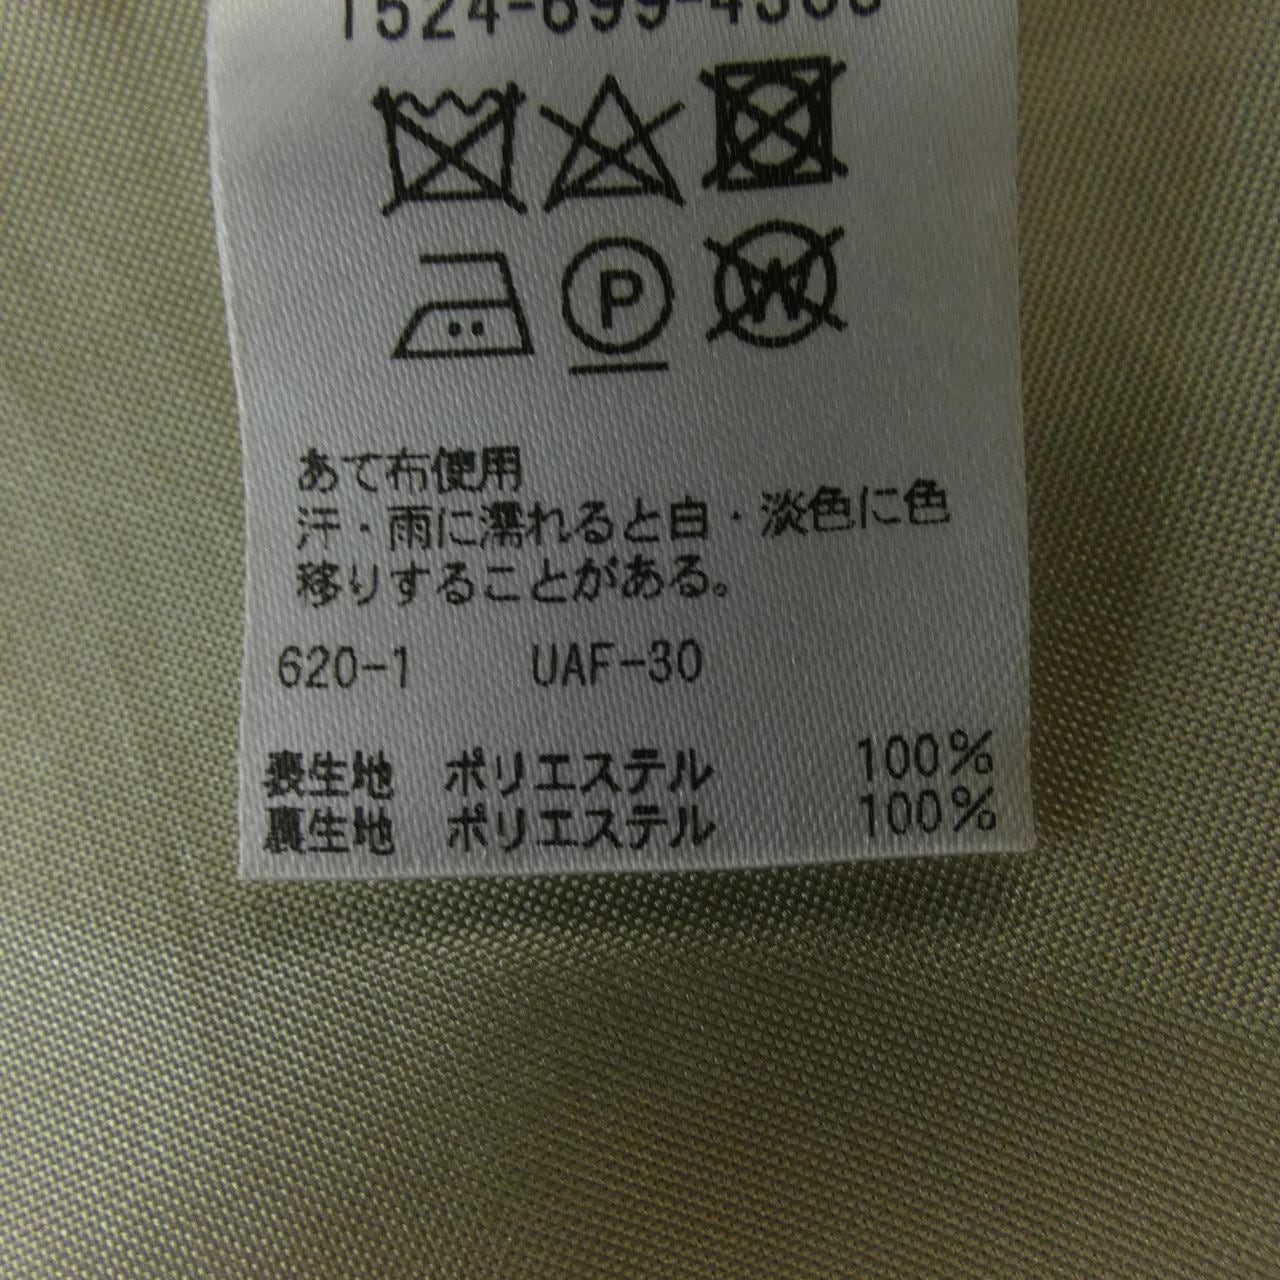 P
W
あて布使用
汗・雨に濡れると白・淡色に色
移りすることがある。
620-1 UAF-30
表生地 ポリエステル 100%
裏生地 ポリエステル 100%